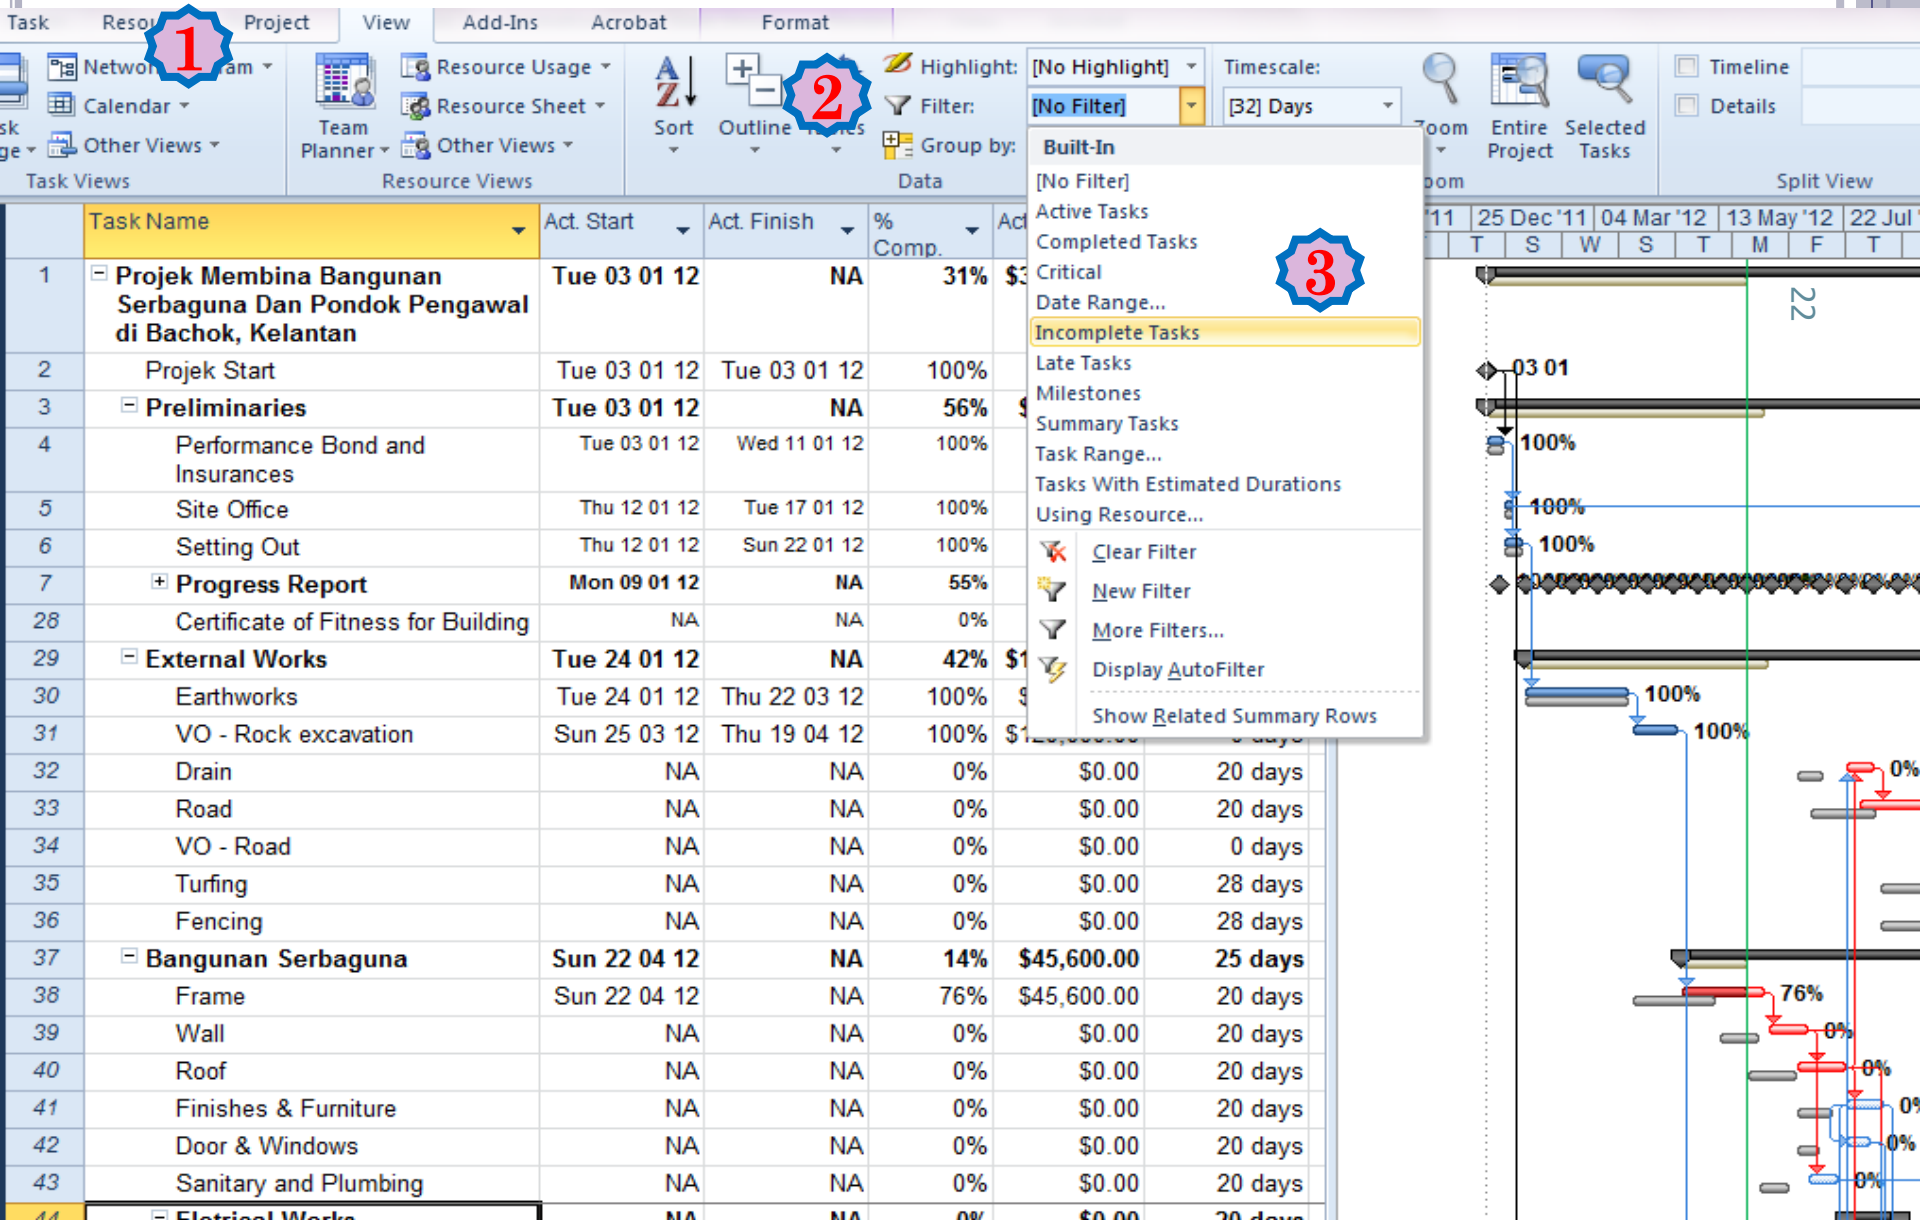 Task Project View Add-Ins Acrobat Format
1
2
3
Calendar
Other Views
Task Views
Team Planner
Resource Usage
Resource Sheet
Other Views
Resource Views
Sort
Outline
Highlight: [No Highlight]
Filter: [No Filter]
Group by:
Data
Timescale:
[32] Days
Entire Project
Selected Tasks
Timeline
Details
Split View
Built-In
[No Filter]
Active Tasks
Completed Tasks
Critical
Date Range...
Incomplete Tasks
Late Tasks
Milestones
Summary Tasks
Task Range...
Tasks With Estimated Durations
Using Resource...
Clear Filter
New Filter
More Filters...
Display AutoFilter
Show Related Summary Rows
Task Name Act. Start Act. Finish % Comp.
25 Dec '11 04 Mar '12 13 May '12 22 Jul
T S W S T M F T
22
1 Projek Membina Bangunan Tue 03 01 12 NA 31%
Serbaguna Dan Pondok Pengawal
di Bachok, Kelantan
2 Projek Start Tue 03 01 12 Tue 03 01 12 100% 03 01
3 Preliminaries Tue 03 01 12 NA 56%
4 Performance Bond and Tue 03 01 12 Wed 11 01 12 100% 100%
Insurances
5 Site Office Thu 12 01 12 Tue 17 01 12 100% 100%
6 Setting Out Thu 12 01 12 Sun 22 01 12 100% 100%
7 Progress Report Mon 09 01 12 NA 55%
28 Certificate of Fitness for Building NA NA 0%
29 External Works Tue 24 01 12 NA 42%
30 Earthworks Tue 24 01 12 Thu 22 03 12 100% 100%
31 VO - Rock excavation Sun 25 03 12 Thu 19 04 12 100% 100%
32 Drain NA NA 0% $0.00 20 days 0%
33 Road NA NA 0% $0.00 20 days
34 VO - Road NA NA 0% $0.00 0 days
35 Turfing NA NA 0% $0.00 28 days
36 Fencing NA NA 0% $0.00 28 days
37 Bangunan Serbaguna Sun 22 04 12 NA 14% $45,600.00 25 days
38 Frame Sun 22 04 12 NA 76% $45,600.00 20 days 76%
39 Wall NA NA 0% $0.00 20 days 0%
40 Roof NA NA 0% $0.00 20 days 0%
41 Finishes & Furniture NA NA 0% $0.00 20 days 0%
42 Door & Windows NA NA 0% $0.00 20 days 0%
43 Sanitary and Plumbing NA NA 0% $0.00 20 days 0%